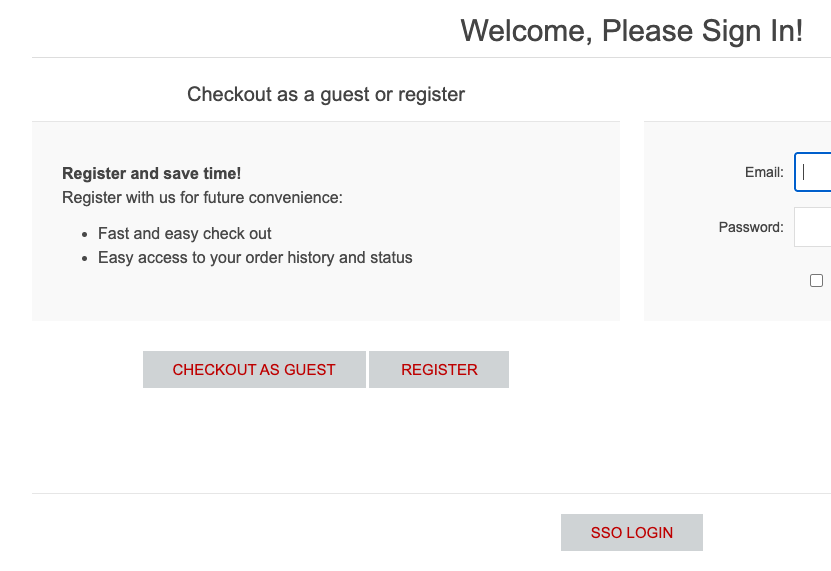 Welcome, Please Sign In!
Checkout as a guest or register
Register and save time!
Register with us for future convenience:
Fast and easy check out
Easy access to your order history and status
CHECKOUT AS GUEST
REGISTER
Email:
Password:
SSO LOGIN